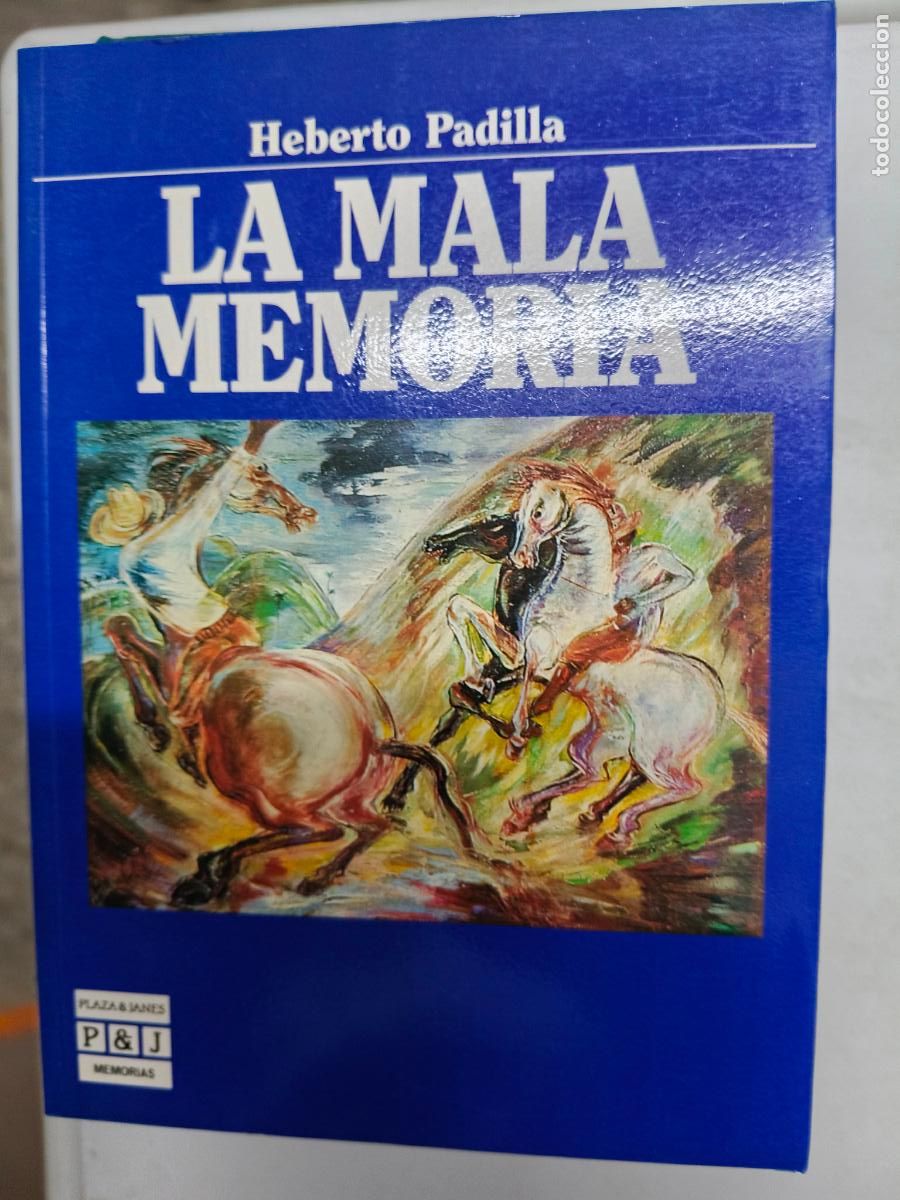 Heberto Padilla
LA MALA
MEMORIA
PLAZA & JANES
P & J
MEMORIAS
todocoleccion